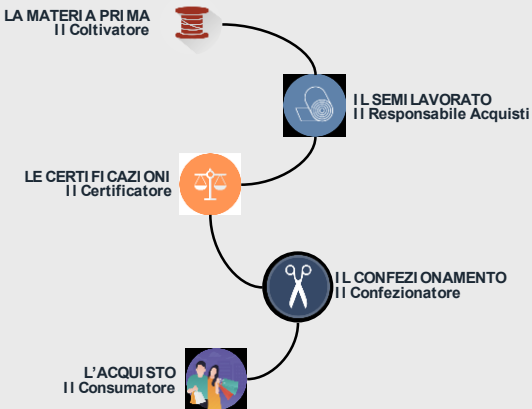 LA MATERIA PRIMA
Il Coltivatore
IL SEMILAVORATO
Il Responsabile Acquisti
LE CERTIFICAZIONI
Il Certificatore
IL CONFEZIONAMENTO
Il Confezionatore
L'ACQUISTO
Il Consumatore